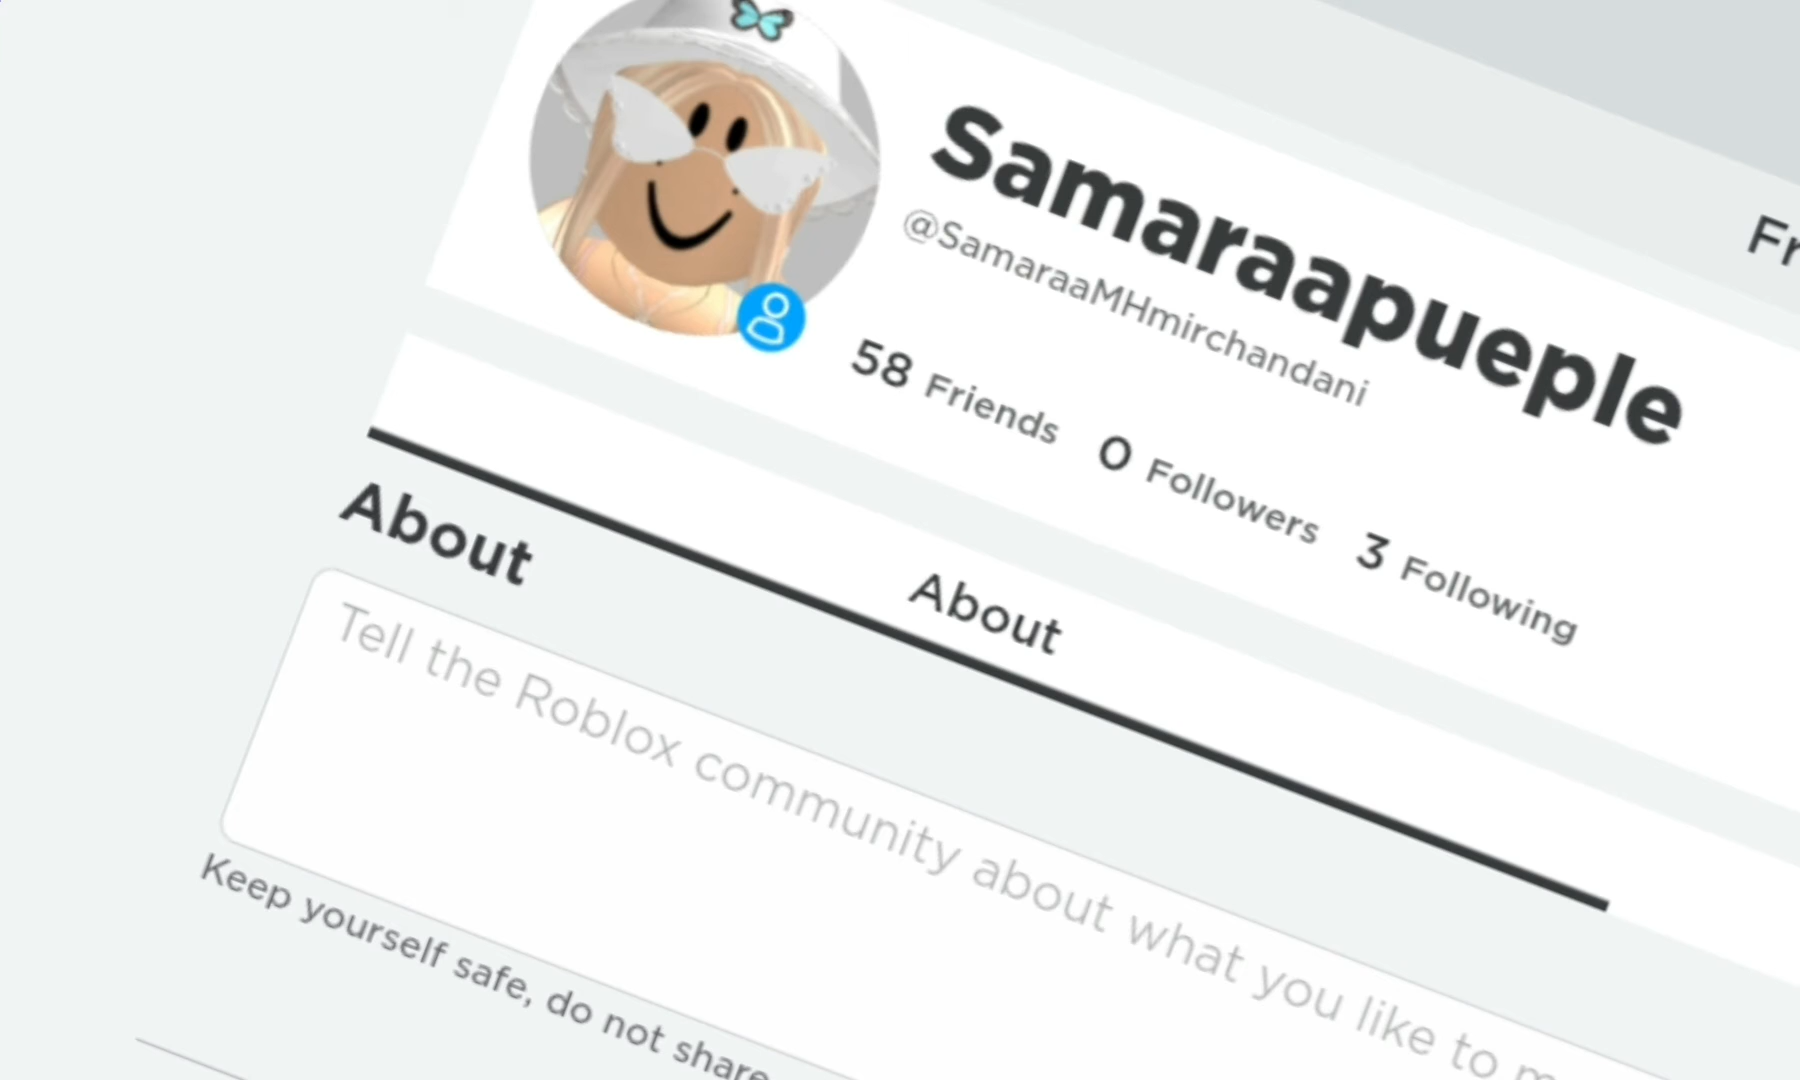 Samaraapueple
@SamaraaMHmirchandani
58 Friends 0 Followers 3 Following
About
About
Tell the Roblox community about what you like to
Keep yourself safe, do not share